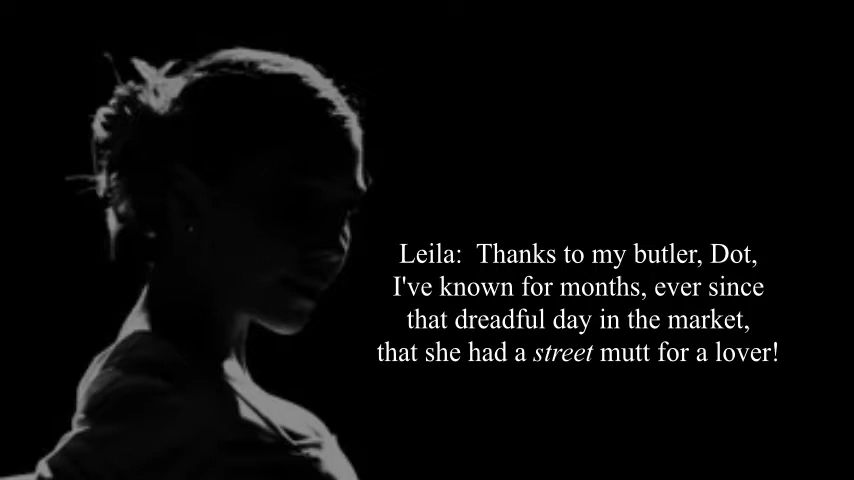 Leila:  Thanks to my butler, Dot,
I've known for months, ever since
that dreadful day in the market,
that she had a street mutt for a lover!